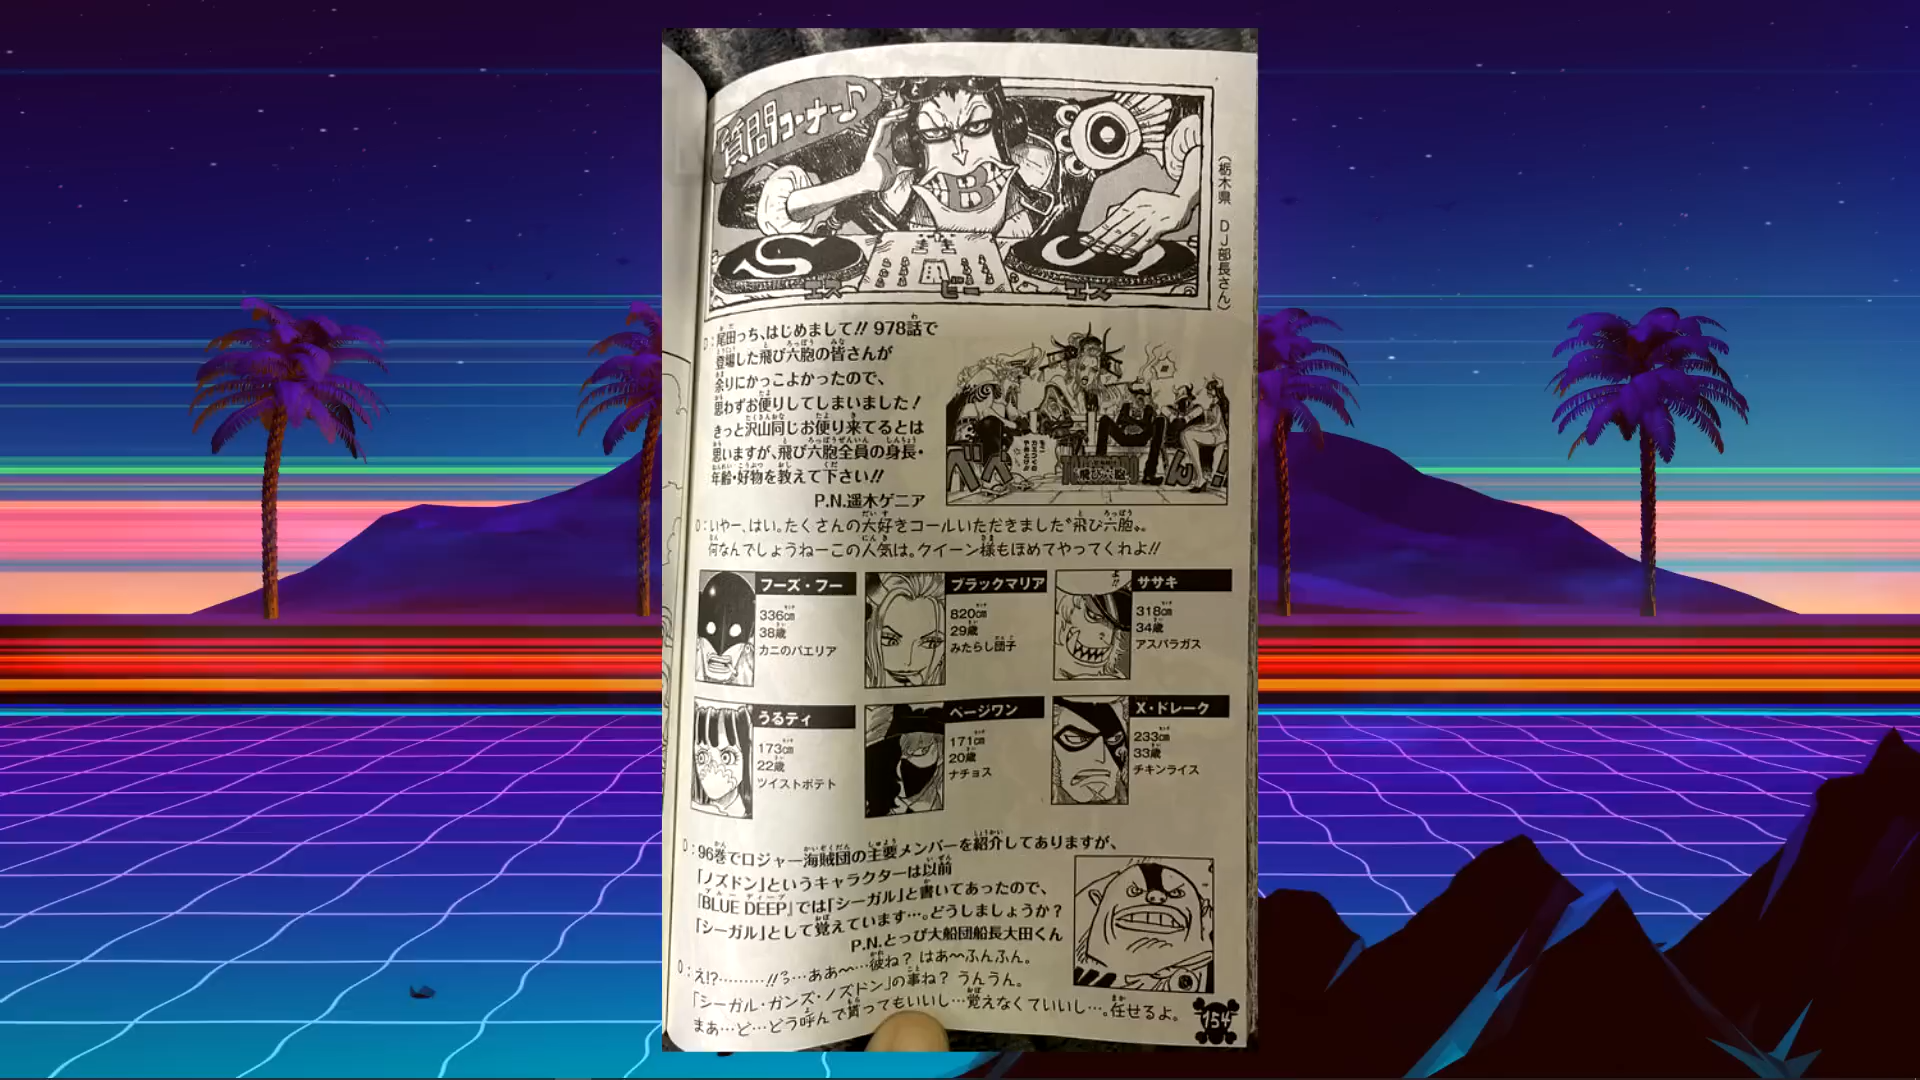 質問コーナー♪
B
S
エス ビー エス
(栃木県 DJ部長さん)
D:尾田っち、はじめまして!! 978話で
登場した飛び六胞の皆さんが
余りにかっこよかったので、
思わずお便りしてしまいました!
きっと沢山同じお便り来てるとは
思いますが、飛び六胞全員の身長・
年齢・好物を教えて下さい!!
P.N.遥木ゲニア
べべ
飛び六胞
ん!!
O:いやー、はい。たくさんの大好きコールいただきました“飛び六胞”。
何なんでしょうねーこの人気は。クイーン様もほめてやってくれよ!!
フーズ・フー
336cm
38歳
カニのパエリア
ブラックマリア
820cm
29歳
みたらし団子
ササキ
318cm
34歳
アスパラガス
うるティ
173cm
22歳
ツイストポテト
ページワン
171cm
20歳
ナチョス
X・ドレーク
233cm
33歳
チキンライス
D:96巻でロジャー海賊団の主要メンバーを紹介してありますが、
「ノズドン」というキャラクターは以前
『BLUE DEEP』では「シーガル」と書いてあったので、
「シーガル」として覚えています…。どうしましょうか?
P.N.とっぴ大船団船長大田くん
O:え!?………!!っ…ああ〜…彼ね? はあ〜ふんふん。
「シーガル・ガンズ・ノズドン」の事ね? うんうん。
まあ…ど…どう呼んで貰ってもいいし…覚えなくていいし…。任せるよ。
154